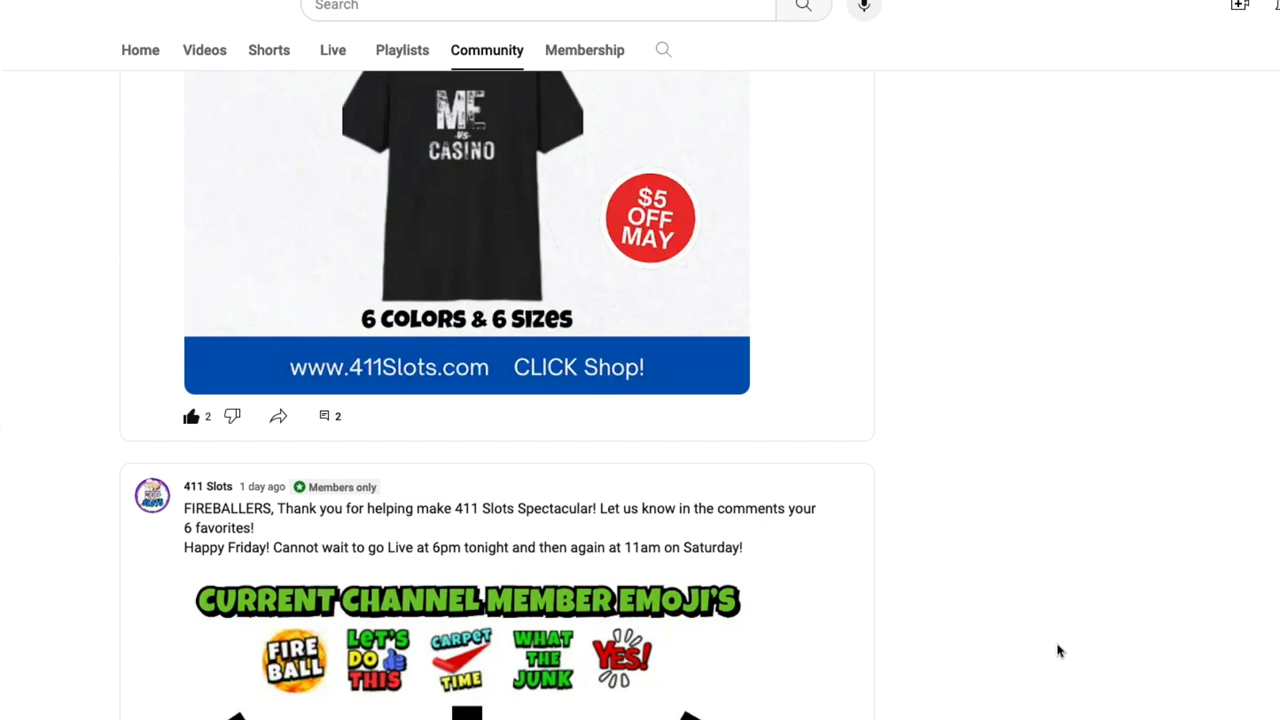 Search
Home Videos Shorts Live Playlists Community Membership
ME
VS
CASINO
$5
OFF
MAY
6 COLORS & 6 SIZES
www.411Slots.com CLICK Shop!
2 2
411 Slots 1 day ago Members only
FIREBALLERS, Thank you for helping make 411 Slots Spectacular! Let us know in the comments your
6 favorites!
Happy Friday! Cannot wait to go Live at 6pm tonight and then again at 11am on Saturday!
CURRENT CHANNEL MEMBER EMOJI'S
FIRE
BALL
LET'S
DO
THIS
CARPET
TIME
WHAT
THE
JUNK
YES!